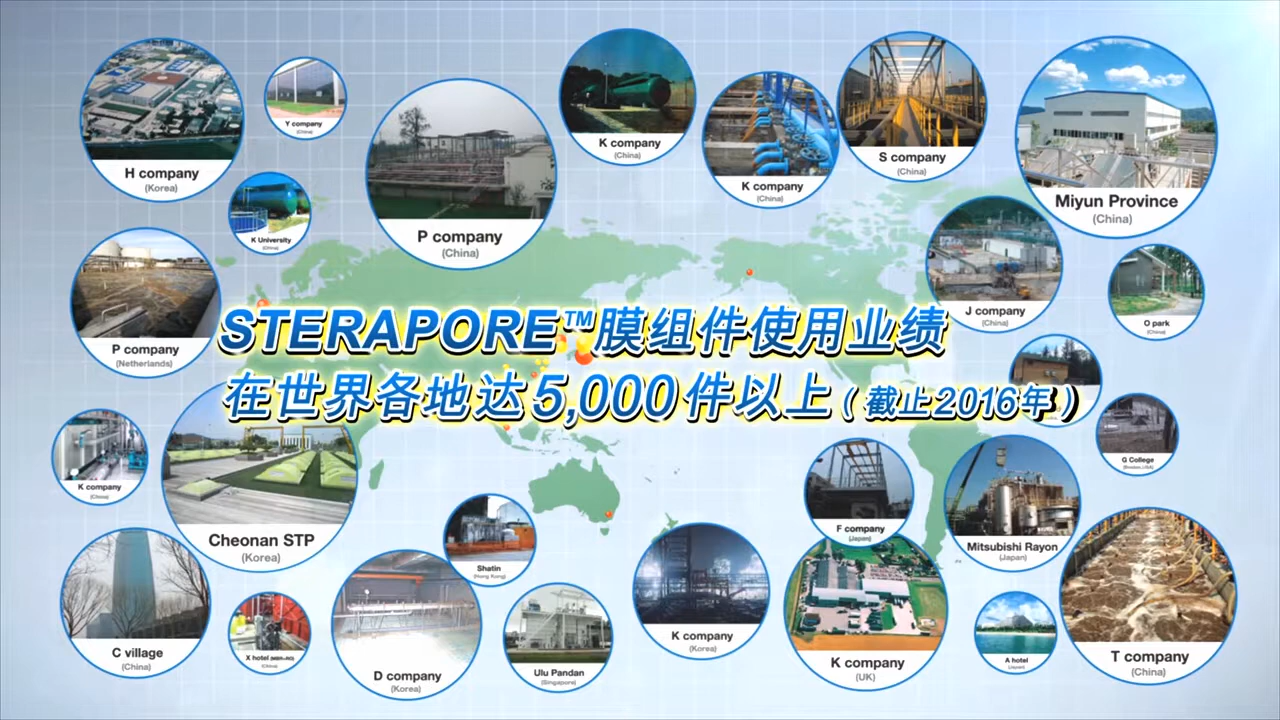 H company
(Korea)
Y company
(China)
K University
(China)
P company
(China)
K company
(China)
K company
(China)
S company
(China)
Miyun Province
(China)
P company
(Netherlands)
J company
(China)
O park
(China)
STERAPORE™膜组件使用业绩
在世界各地达5,000件以上(截止2016年)
K company
(China)
Cheonan STP
(Korea)
G College
F company
(Japan)
Mitsubishi Rayon
(Japan)
Shatin
(Hong Kong)
C village
(China)
X hotel
(China)
D company
(Korea)
Ulu Pandan
(Singapore)
K company
(Korea)
K company
(UK)
A hotel
(Japan)
T company
(China)